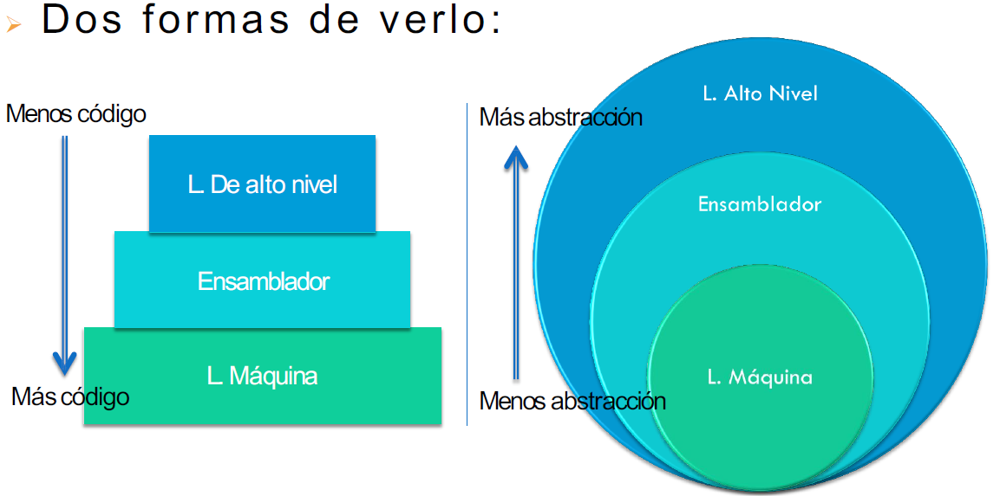 Dos formas de verlo:
Menos código
L. De alto nivel
Ensamblador
L. Máquina
Más código
Más abstracción
Menos abstracción
L. Alto Nivel
Ensamblador
L. Máquina